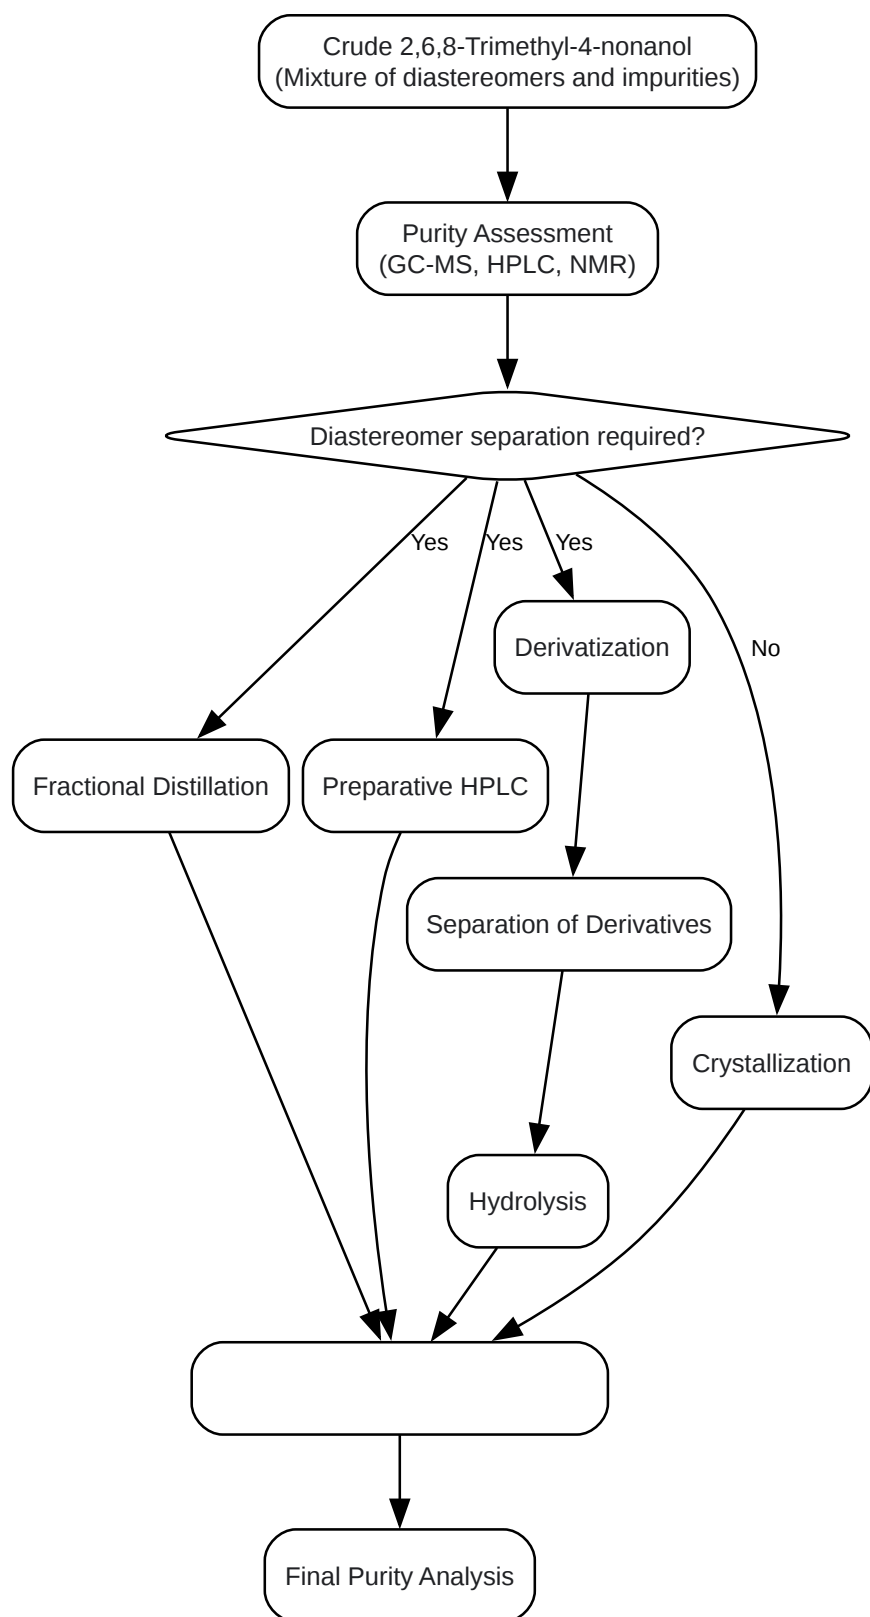 Crude 2,6,8-Trimethyl-4-nonanol
(Mixture of diastereomers and impurities)
Purity Assessment
(GC-MS, HPLC, NMR)
Diastereomer separation required?
Yes
Yes
Yes
No
Derivatization
Fractional Distillation
Preparative HPLC
Separation of Derivatives
Crystallization
Hydrolysis
Final Purity Analysis